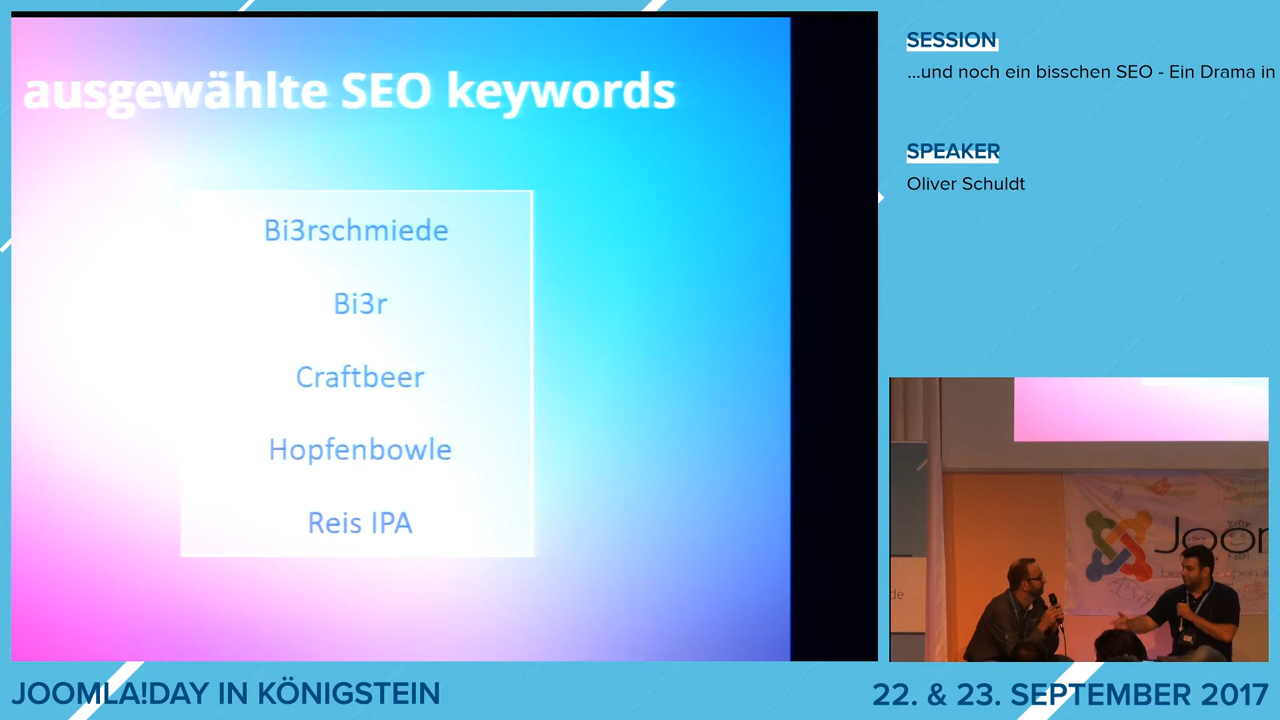 ausgewählte SEO keywords
Bi3rschmiede
Bi3r
Craftbeer
Hopfenbowle
Reis IPA
SESSION
...und noch ein bisschen SEO - Ein Drama in
SPEAKER
Oliver Schuldt
de
JOOMLA!DAY IN KÖNIGSTEIN
22. & 23. SEPTEMBER 2017